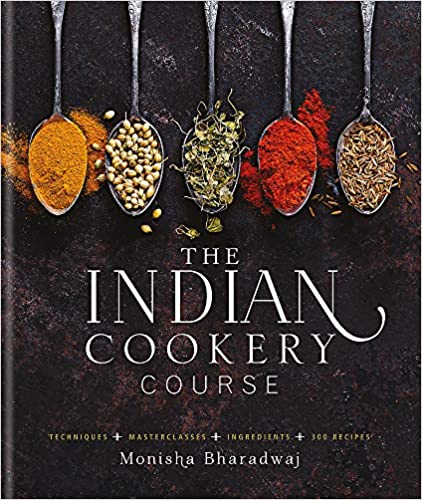 THE
INDIAN
COOKERY
COURSE
TECHNIQUES + MASTERCLASSES + INGREDIENTS + 300 RECIPES
Monisha Bharadwaj